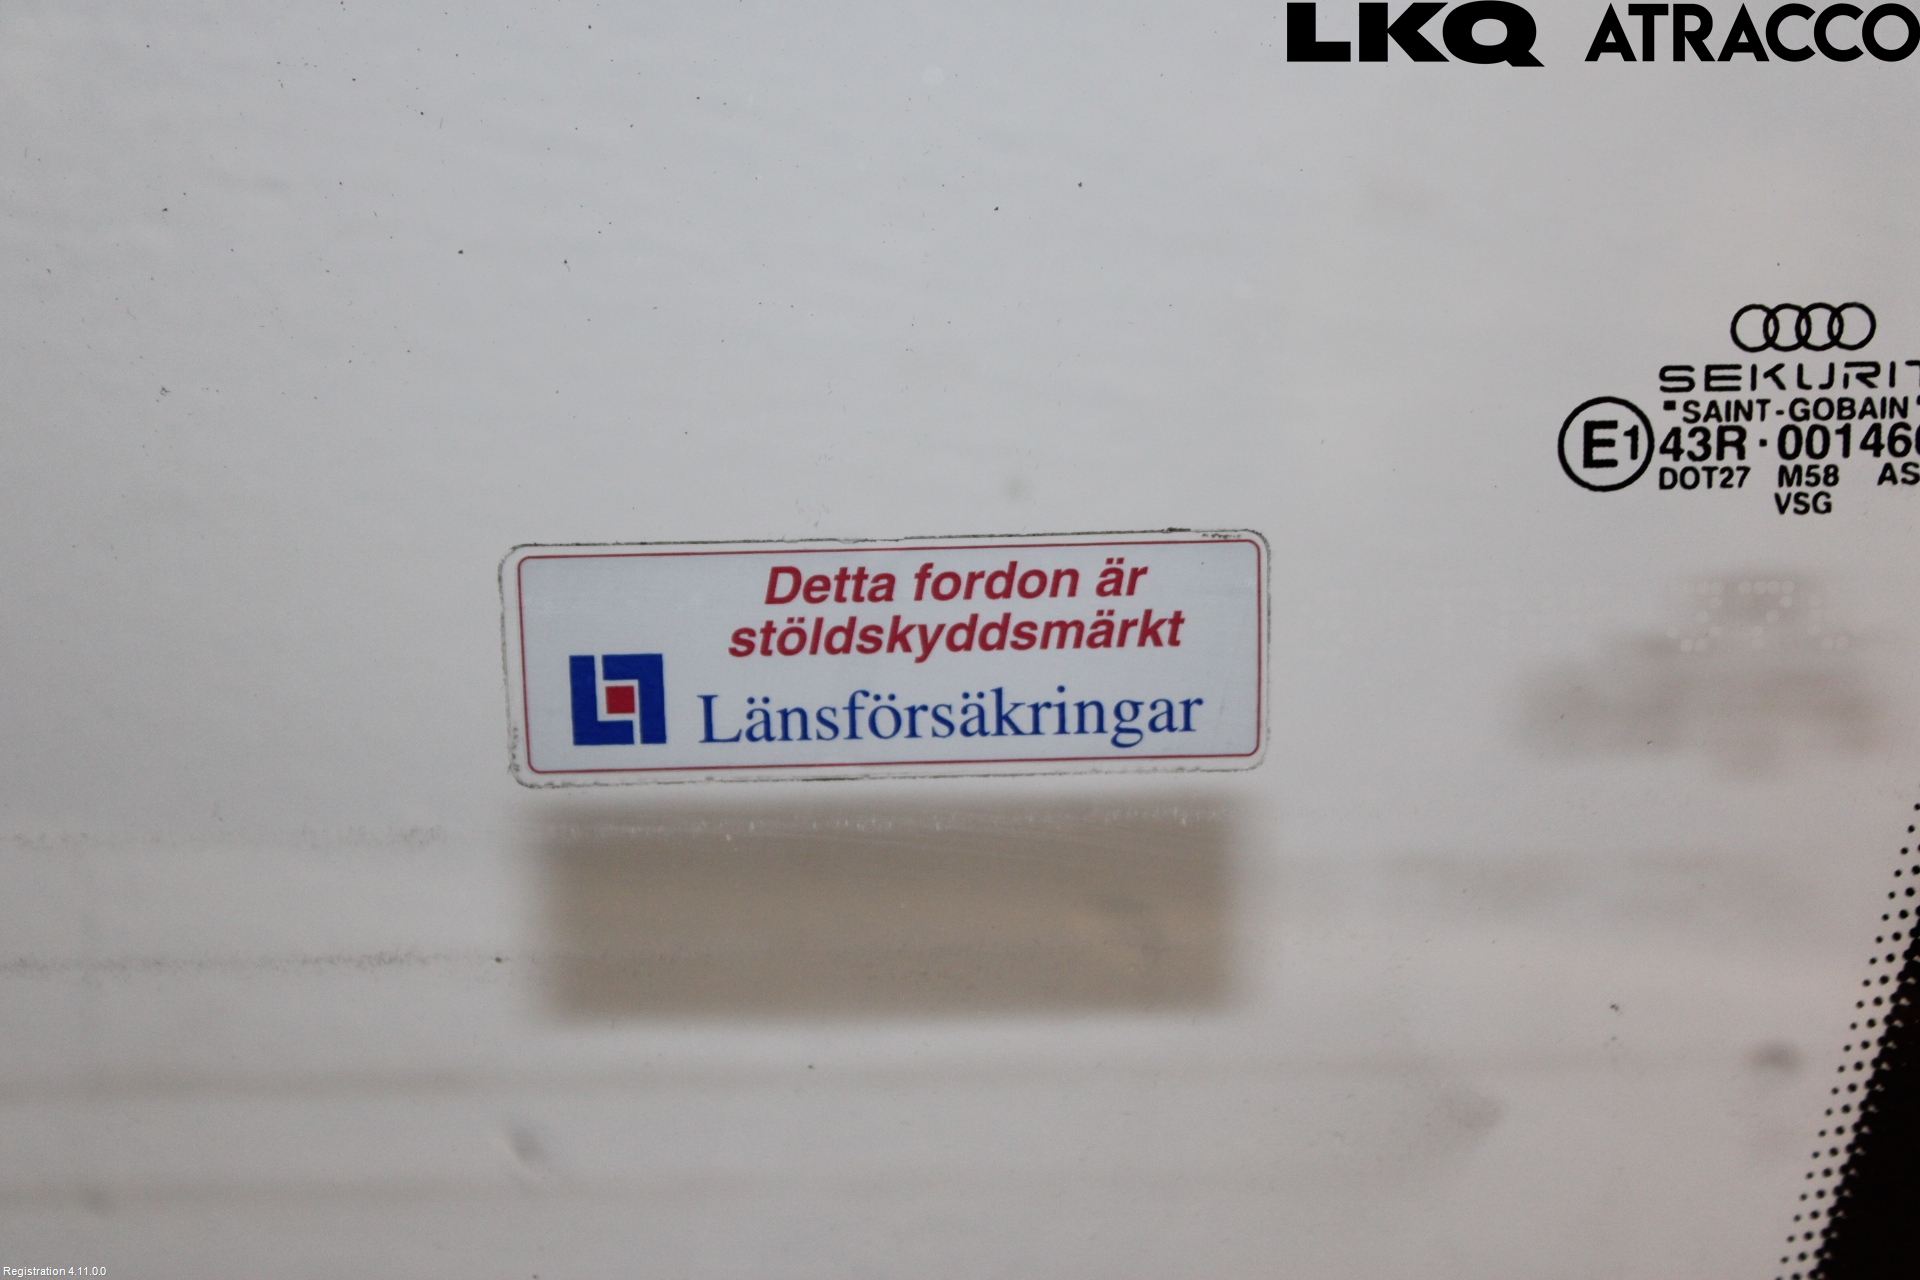 LKQ ATRACCO
SEKURIT
"SAINT-GOBAIN"
E1 43R·00146
DOT27 M58 AS
VSG
Detta fordon är
stöldskyddsmärkt
Länsförsäkringar
Registration 4.11.0.0